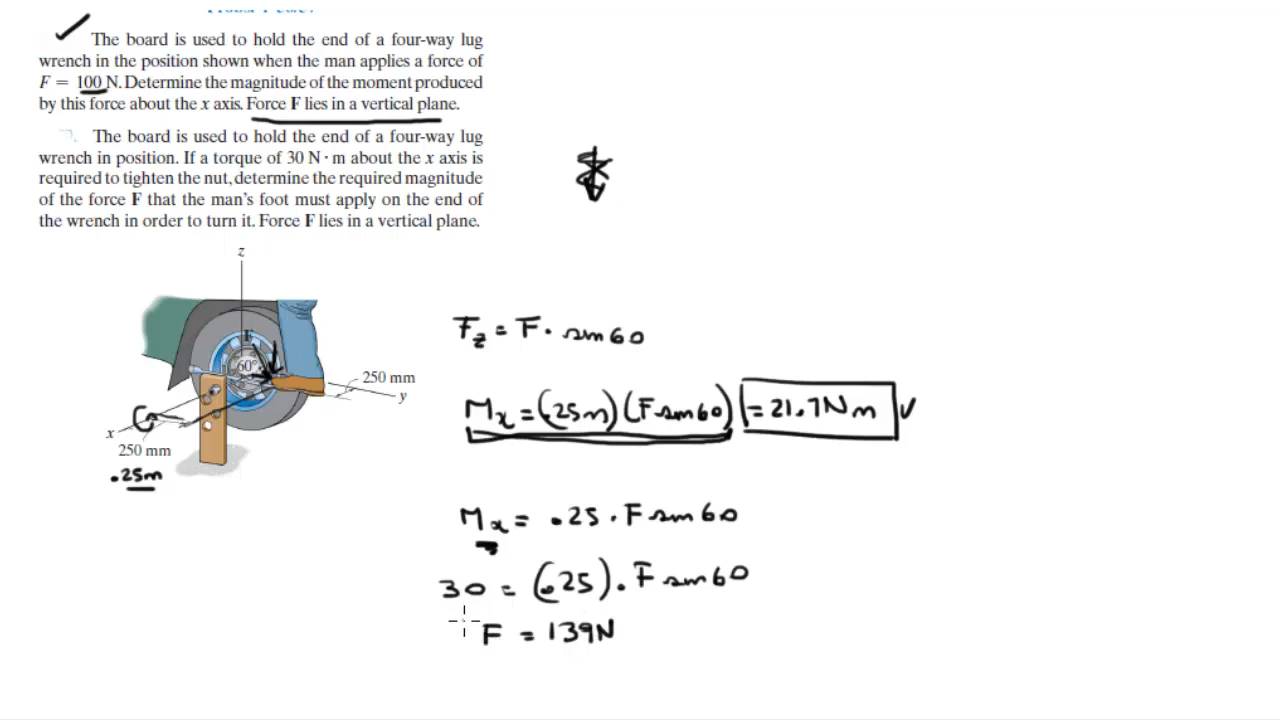 The board is used to hold the end of a four-way lug
wrench in the position shown when the man applies a force of
F = 100 N. Determine the magnitude of the moment produced
by this force about the x axis. Force F lies in a vertical plane.
The board is used to hold the end of a four-way lug
wrench in position. If a torque of 30 N · m about the x axis is
required to tighten the nut, determine the required magnitude
of the force F that the man's foot must apply on the end of
the wrench in order to turn it. Force F lies in a vertical plane.
z
F
60°
250 mm
y
x
250 mm
.25m
Fz = F · sin 60
Mx = (.25m) (F sin 60) = 21.7 N m
Mx = .25 · F sin 60
30 = (.25) · F sin 60
F = 139 N